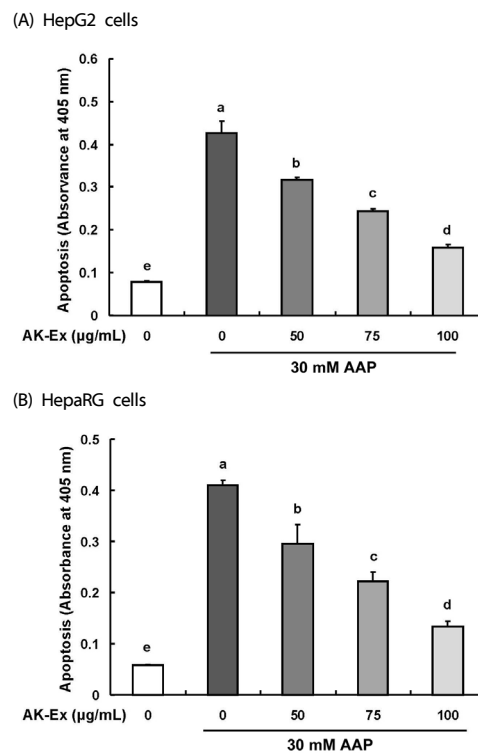 (A) HepG2 cells
Apoptosis (Absorvance at 405 nm)
0.6
0.5
0.4
0.3
0.2
0.1
0
a
b
c
d
e
AK-Ex (µg/mL) 0 0 50 75 100
30 mM AAP
(B) HepaRG cells
Apoptosis (Absorbance at 405 nm)
0.5
0.4
0.3
0.2
0.1
0
a
b
c
d
e
AK-Ex (µg/mL) 0 0 50 75 100
30 mM AAP